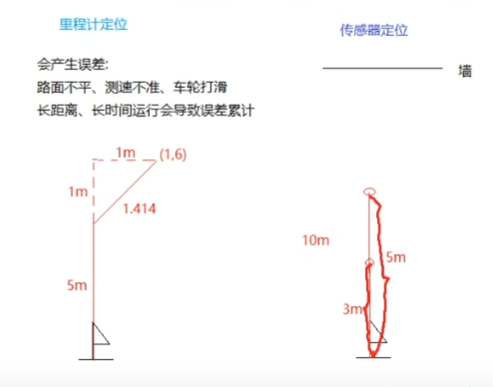 里程计定位
会产生误差:
路面不平、测速不准、车轮打滑
长距离、长时间运行会导致误差累计
1m
(1,6)
1m
1.414
5m
传感器定位
墙
10m
5m
3m